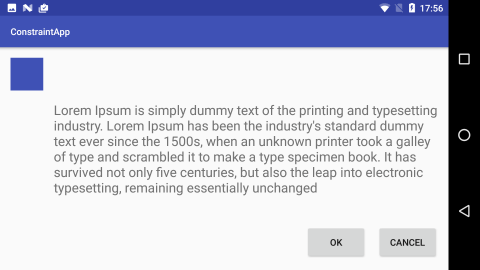 17:56
ConstraintApp
Lorem Ipsum is simply dummy text of the printing and typesetting
industry. Lorem Ipsum has been the industry's standard dummy
text ever since the 1500s, when an unknown printer took a galley
of type and scrambled it to make a type specimen book. It has
survived not only five centuries, but also the leap into electronic
typesetting, remaining essentially unchanged
OK CANCEL